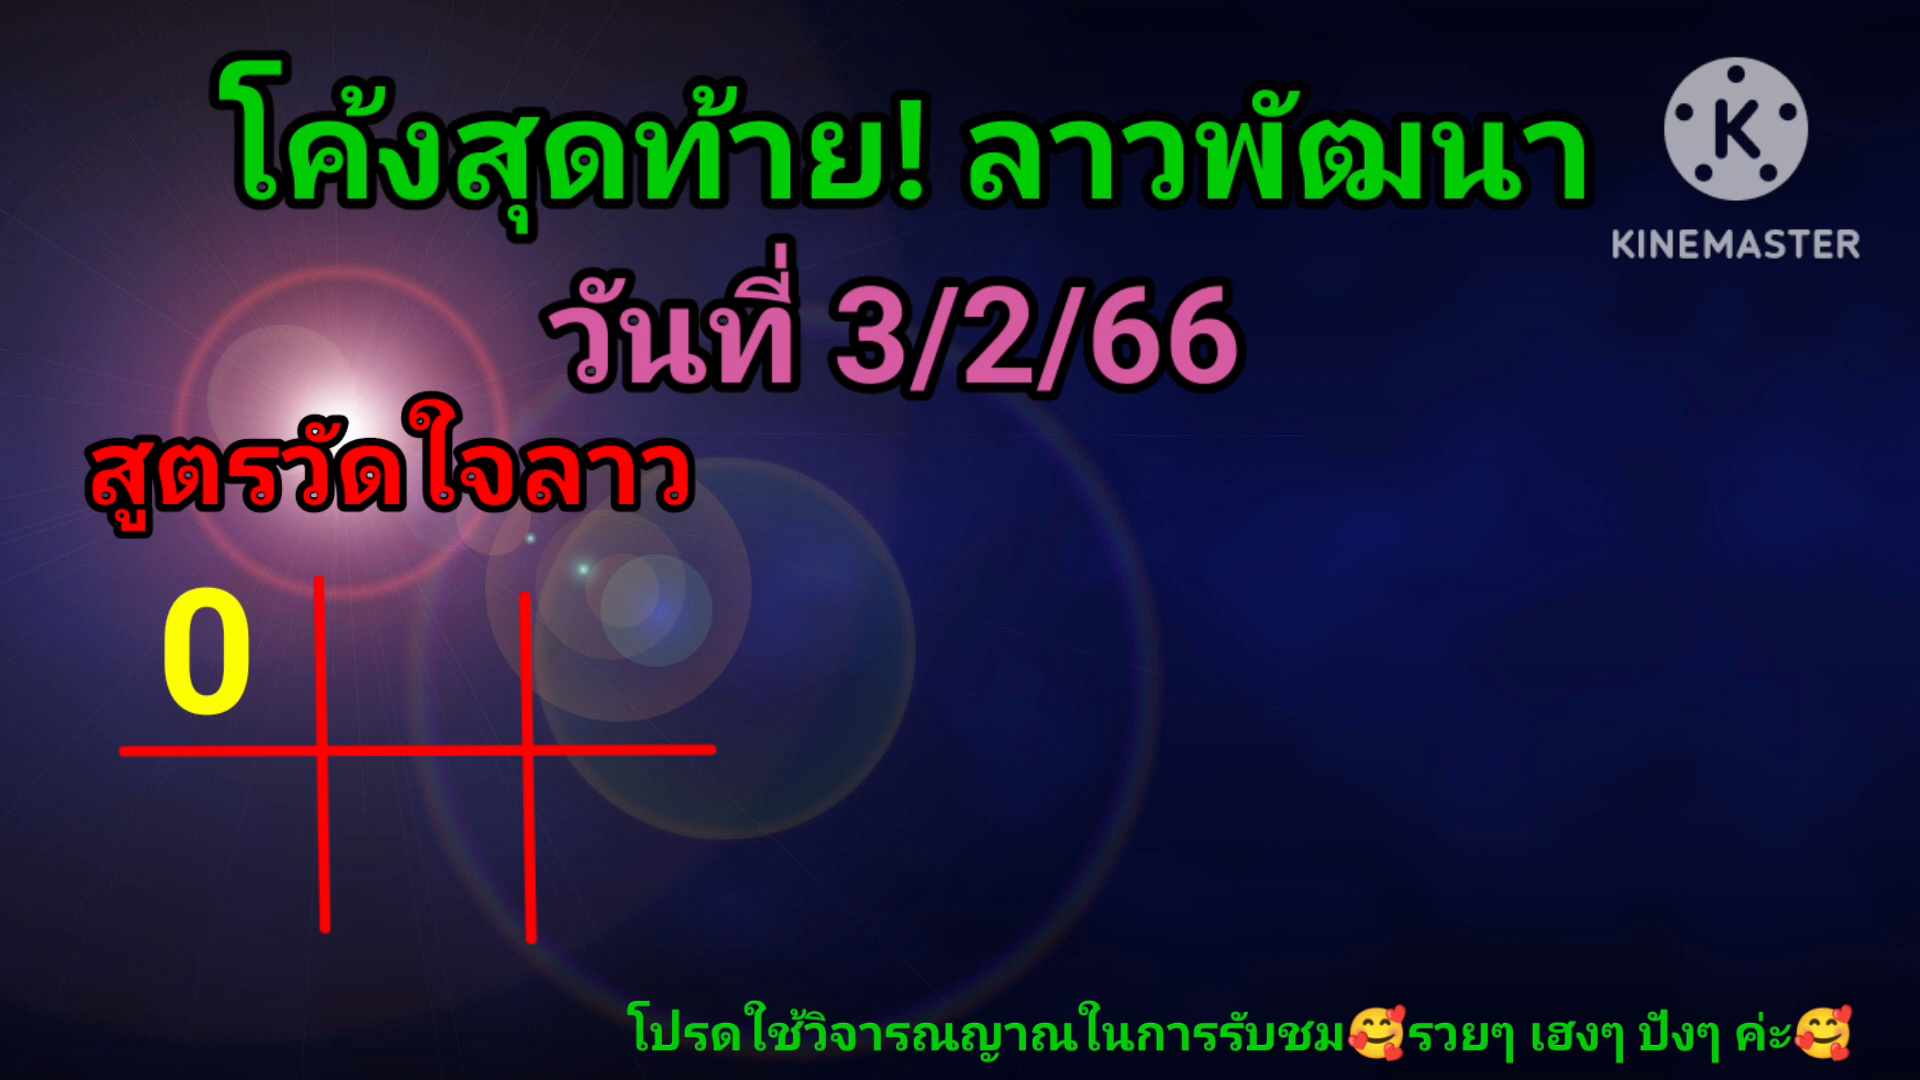 โค้งสุดท้าย! ลาวพัฒนา
KINEMASTER
วันที่ 3/2/66
สูตรวัดใจลาว
0
โปรดใช้วิจารณญาณในการรับชม🥰รวยๆ เฮงๆ ปังๆ ค่ะ🥰